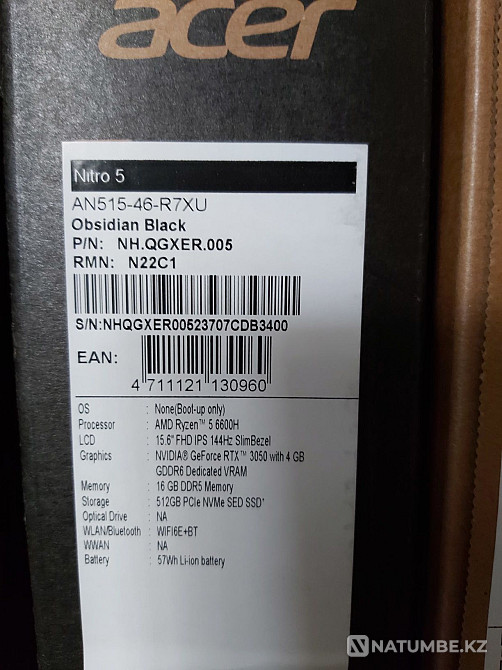 acer
Nitro 5
AN515-46-R7XU
Obsidian Black
P/N: NH.QGXER.005
RMN: N22C1
S/N:NHQGXER00523707CDB3400
EAN:
4 711121 130960
OS : None(Boot-up only)
Processor : AMD Ryzen™ 5 6600H
LCD : 15.6" FHD IPS 144Hz SlimBezel
Graphics : NVIDIA® GeForce RTX™ 3050 with 4 GB
GDDR6 Dedicated VRAM
Memory : 16 GB DDR5 Memory
Storage : 512GB PCIe NVMe SED SSD*
Optical Drive : NA
WLAN/Bluetooth : WIFI6E+BT
WWAN : NA
Battery : 57Wh Li-ion battery
NATUMBE.KZ